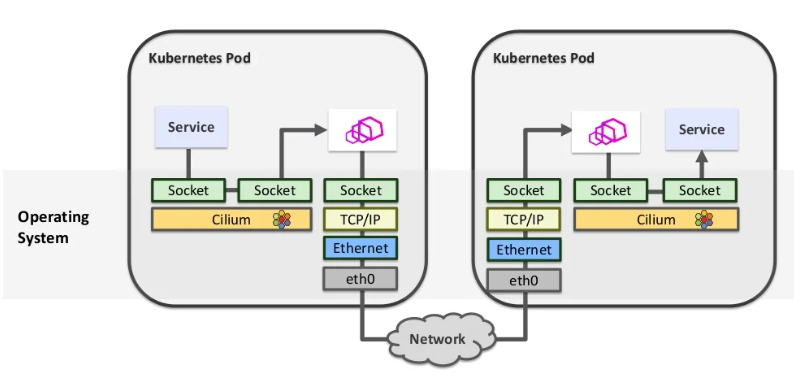 Kubernetes Pod
Kubernetes Pod
Service
Service
Socket
Socket
Socket
Socket
Socket
Socket
Operating
System
Cilium
TCP/IP
TCP/IP
Cilium
Ethernet
Ethernet
eth0
eth0
Network